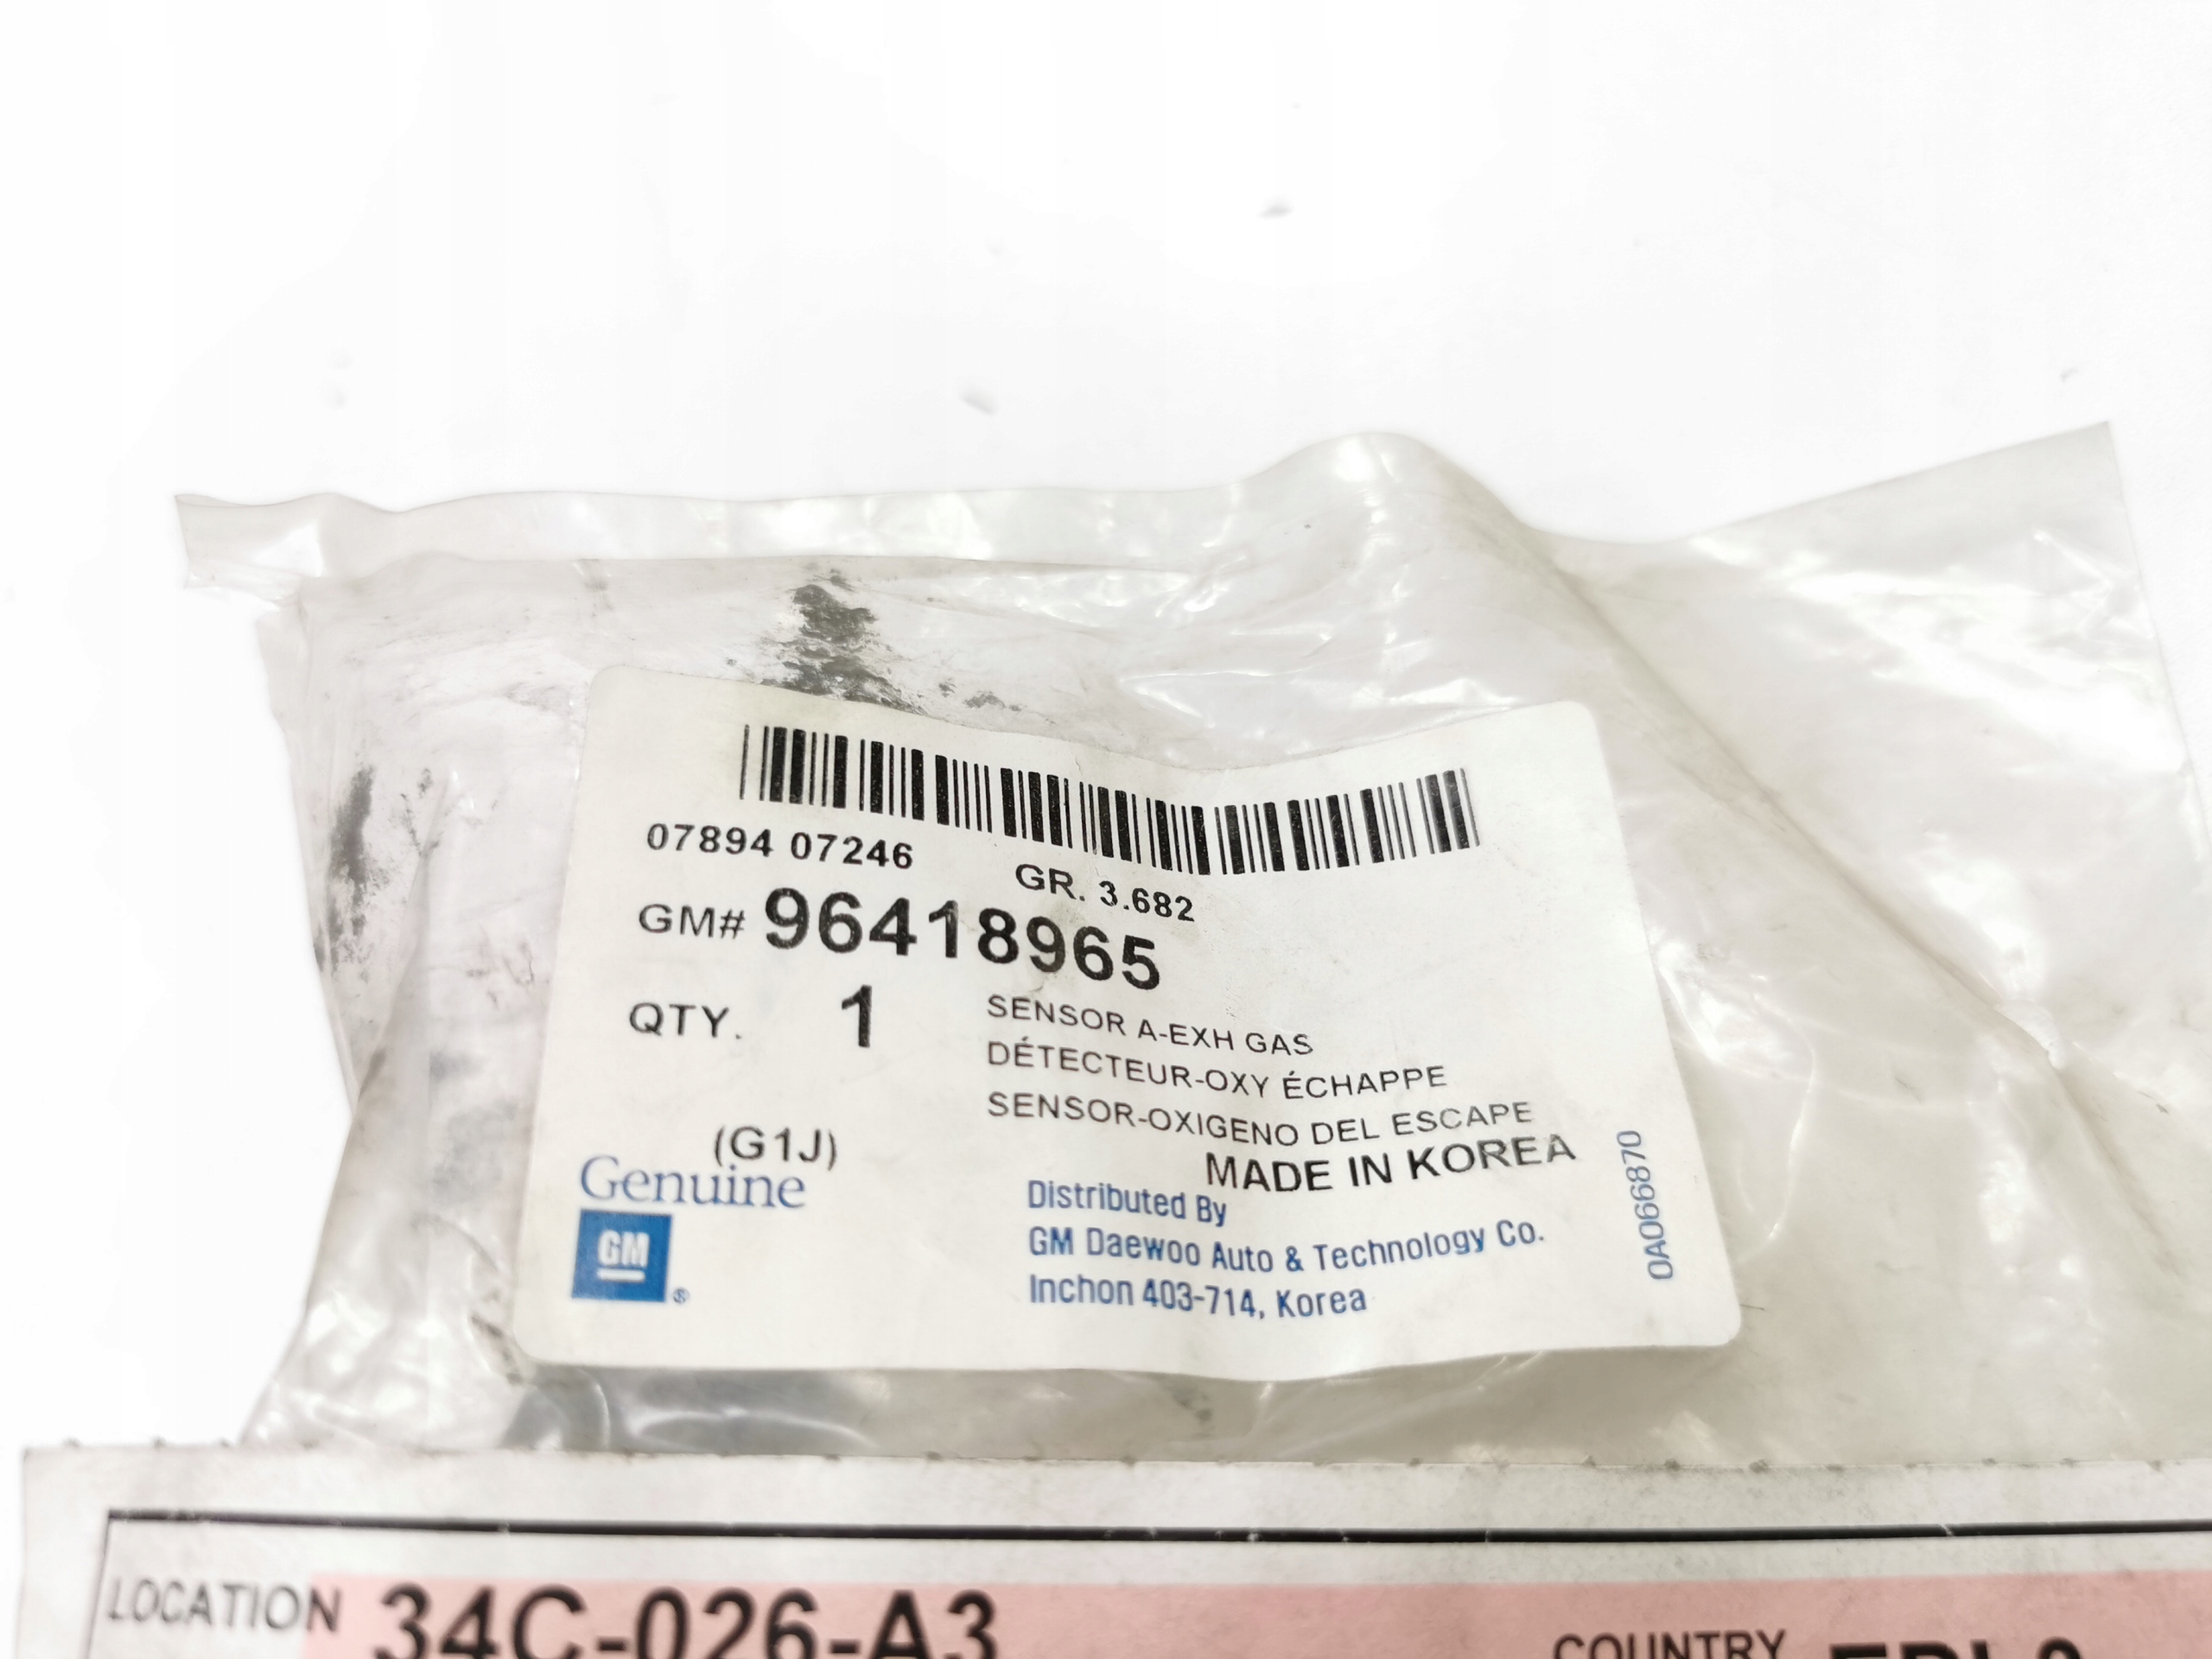 07894 07246
GR. 3.682
GM# 96418965
QTY. 1
SENSOR A-EXH GAS
DÉTECTEUR-OXY ÉCHAPPE
SENSOR-OXIGENO DEL ESCAPE
(G1J)
MADE IN KOREA
Genuine
GM
®
Distributed By
GM Daewoo Auto & Technology Co.
Inchon 403-714, Korea
0A066870
LOCATION 34C-026-A3
COUNTRY